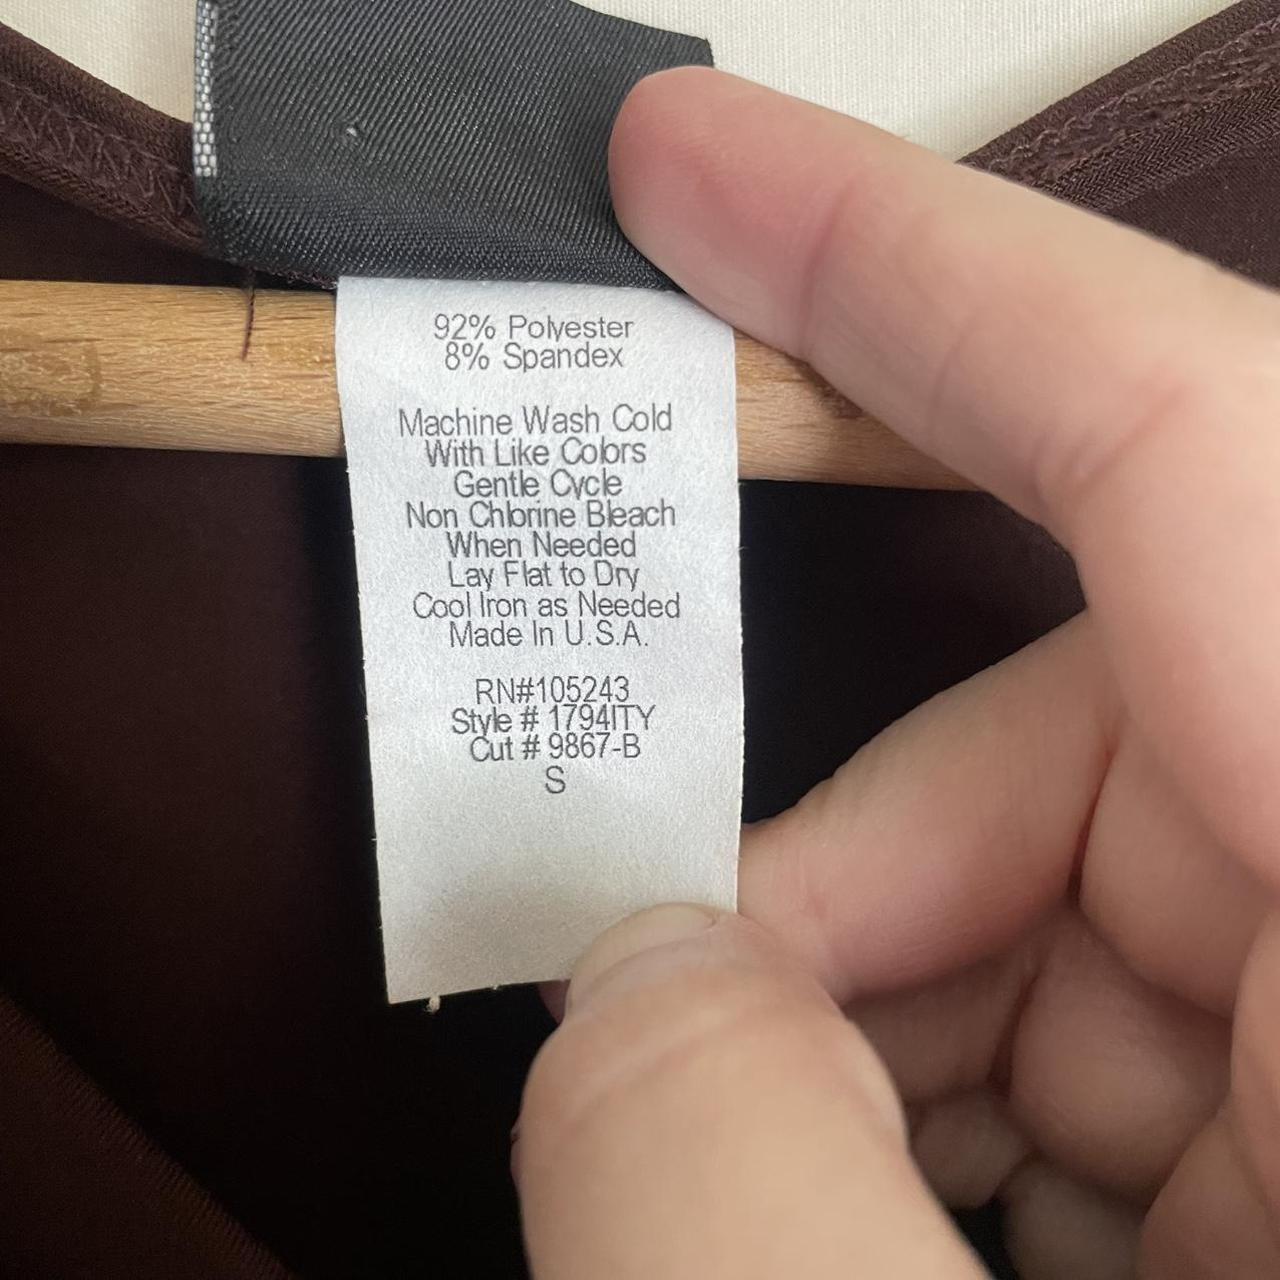 92% Polyester
8% Spandex
Machine Wash Cold
With Like Colors
Gentle Cycle
Non Chlorine Bleach
When Needed
Lay Flat to Dry
Cool Iron as Needed
Made In U.S.A.
RN#105243
Style # 1794ITY
Cut # 9867-B
S